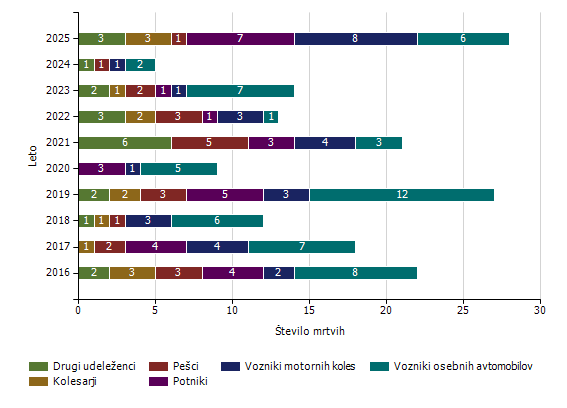 2025 3 3 1 7 8 6
2024 1 1 1 2
2023 2 1 2 1 1 7
2022 3 2 3 1 3 1
2021 6 5 3 4 3
2020 3 1 5
2019 2 2 3 5 3 12
2018 1 1 1 3 6
2017 1 2 4 4 7
2016 2 3 3 4 2 8
Leto
0 5 10 15 20 25 30
Število mrtvih
Drugi udeleženci Pešci Vozniki motornih koles Vozniki osebnih avtomobilov
Kolesarji Potniki